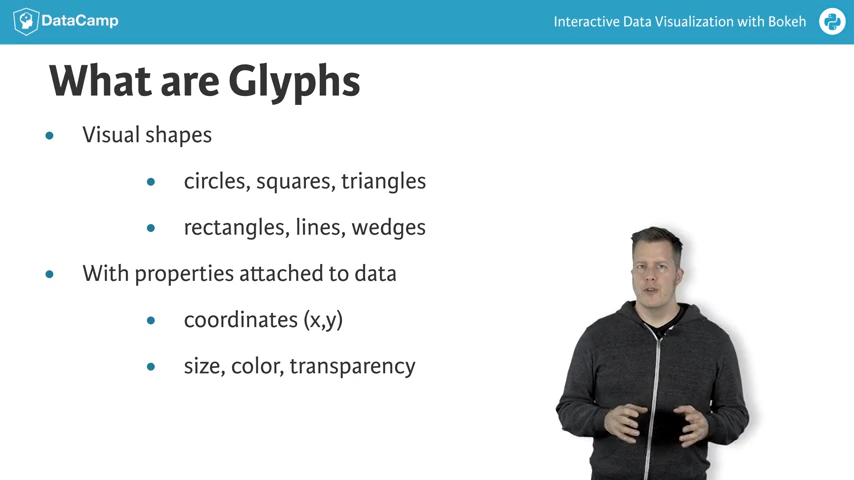 DataCamp
Interactive Data Visualization with Bokeh
What are Glyphs
• Visual shapes
• circles, squares, triangles
• rectangles, lines, wedges
• With properties attached to data
• coordinates (x,y)
• size, color, transparency